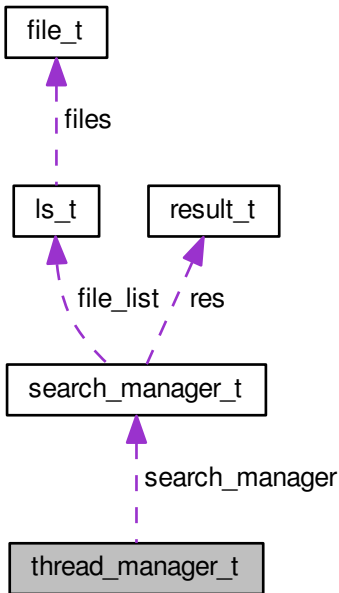 file_t
files
ls_t
result_t
file_list
res
search_manager_t
search_manager
thread_manager_t